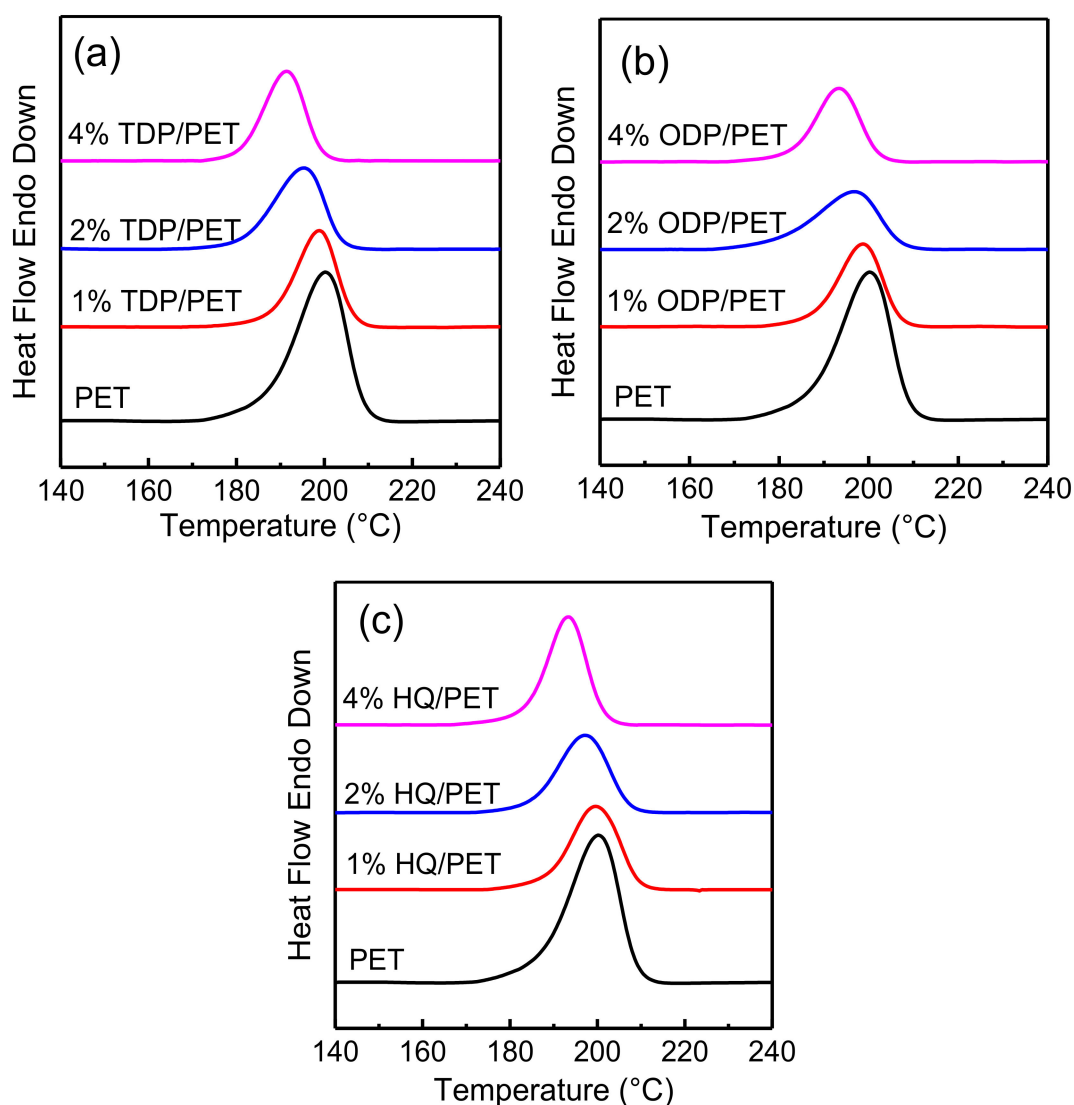 (a)
Heat Flow Endo Down
4% TDP/PET
2% TDP/PET
1% TDP/PET
PET
140 160 180 200 220 240
Temperature (°C)
(b)
Heat Flow Endo Down
4% ODP/PET
2% ODP/PET
1% ODP/PET
PET
140 160 180 200 220 240
Temperature (°C)
(c)
Heat Flow Endo Down
4% HQ/PET
2% HQ/PET
1% HQ/PET
PET
140 160 180 200 220 240
Temperature (°C)